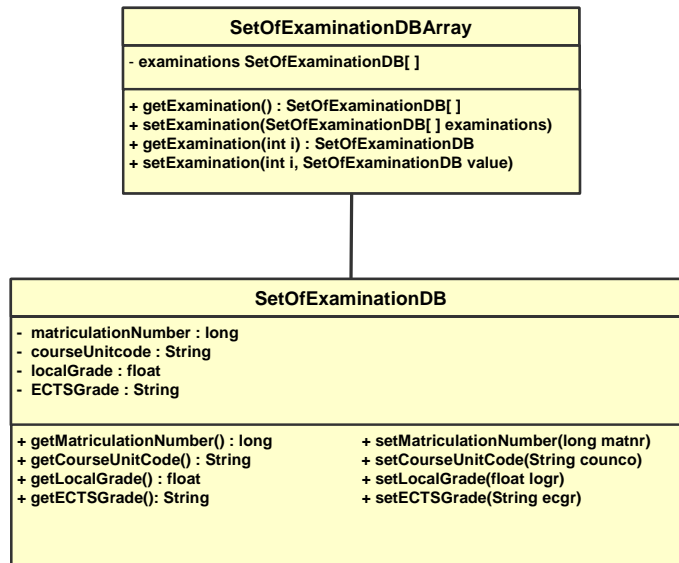 SetOfExaminationDBArray
- examinations SetOfExaminationDB[ ]
+ getExamination() : SetOfExaminationDB[ ]
+ setExamination(SetOfExaminationDB[ ] examinations)
+ getExamination(int i) : SetOfExaminationDB
+ setExamination(int i, SetOfExaminationDB value)
SetOfExaminationDB
- matriculationNumber : long
- courseUnitcode : String
- localGrade : float
- ECTSGrade : String
+ getMatriculationNumber() : long
+ getCourseUnitCode() : String
+ getLocalGrade() : float
+ getECTSGrade(): String
+ setMatriculationNumber(long matnr)
+ setCourseUnitCode(String counco)
+ setLocalGrade(float logr)
+ setECTSGrade(String ecgr)